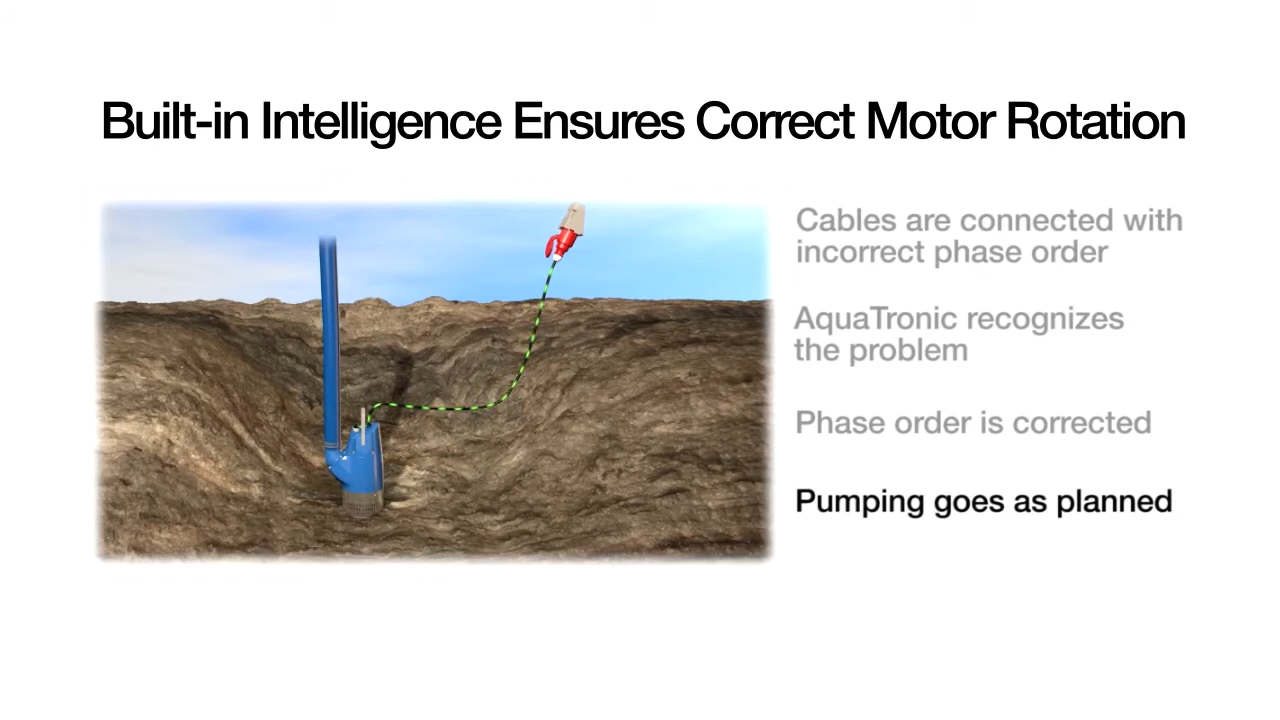 Built-in Intelligence Ensures Correct Motor Rotation
Cables are connected with
incorrect phase order
AquaTronic recognizes
the problem
Phase order is corrected
Pumping goes as planned